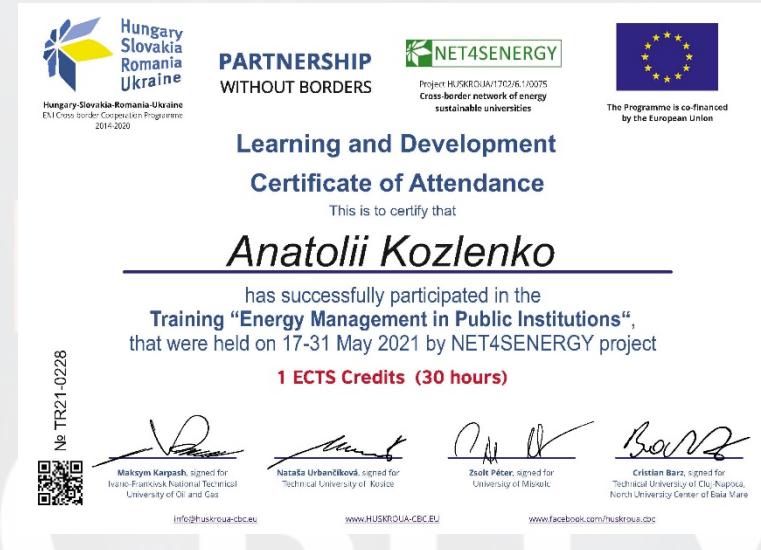 Hungary
Slovakia
Romania
Ukraine
Hungary-Slovakia-Romania-Ukraine
ENI Cross-border Cooperation Programme
2014-2020
PARTNERSHIP
WITHOUT BORDERS
NET4SENERGY
Project HUSKROUA/1702/6.1/0075
Cross-border network of energy
sustainable universities
The Programme is co-financed
by the European Union
Learning and Development
Certificate of Attendance
This is to certify that
Anatolii Kozlenko
has successfully participated in the
Training “Energy Management in Public Institutions“,
that were held on 17-31 May 2021 by NET4SENERGY project
1 ECTS Credits (30 hours)
№ TR21-0228
Maksym Karpash, signed for
Ivano-Frankivsk National Technical
University of Oil and Gas
Nataša Urbančíková, signed for
Technical University of Kosice
Zsolt Péter, signed for
University of Miskolc
Cristian Barz, signed for
Technical University of Cluj-Napoca,
North University Center of Baia Mare
info@huskroua-cbc.eu
www.HUSKROUA-CBC.EU
www.facebook.com/huskroua.cbc